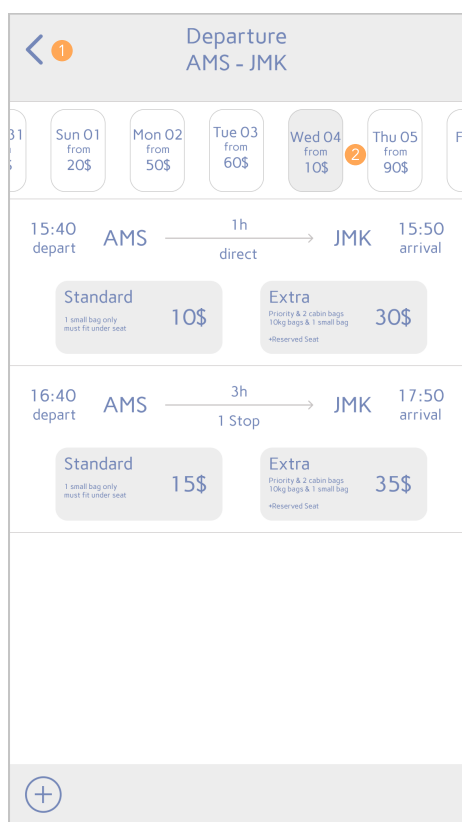 Departure
AMS - JMK
1
31
Sun 01
from
20$
Mon 02
from
50$
Tue 03
from
60$
Wed 04
from
10$
2
Thu 05
from
90$
F
15:40
depart
AMS
1h
direct
JMK
15:50
arrival
Standard
1 small bag only
must fit under seat
10$
Extra
Priority & 2 cabin bags
10kg bags & 1 small bag
+Reserved Seat
30$
16:40
depart
AMS
3h
1 Stop
JMK
17:50
arrival
Standard
1 small bag only
must fit under seat
15$
Extra
Priority & 2 cabin bags
10kg bags & 1 small bag
+Reserved Seat
35$